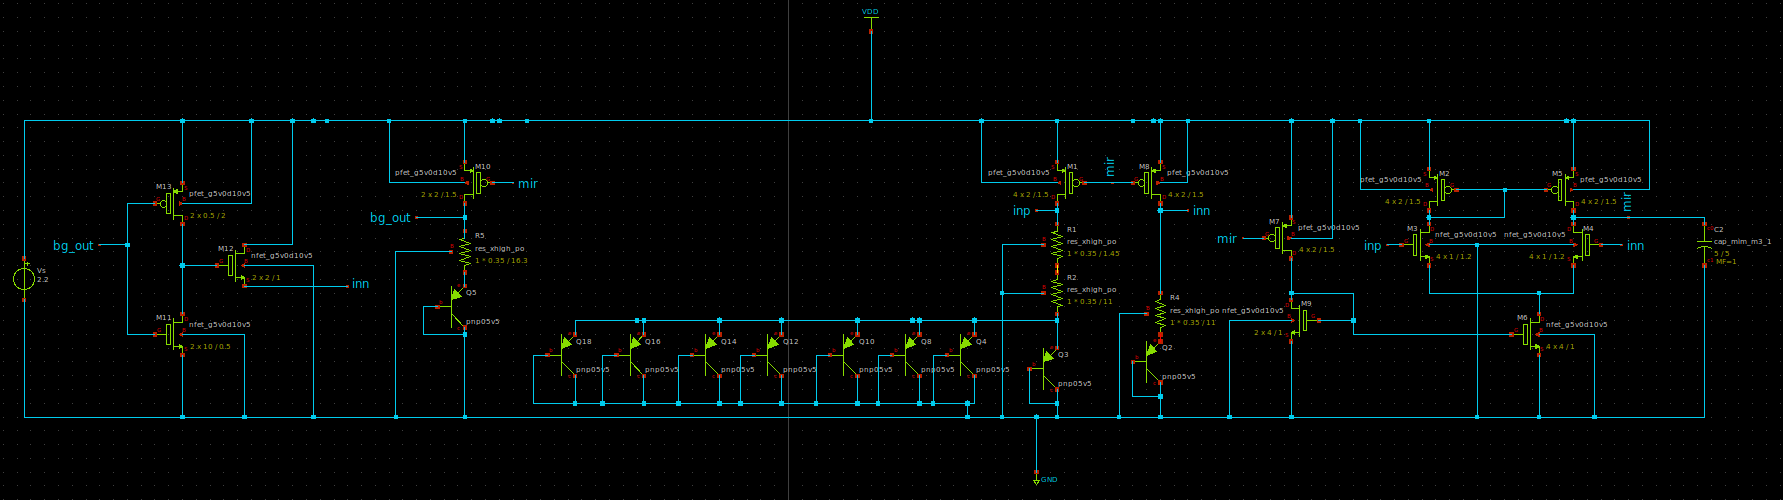 VDD
M13
pfet_g5v0d10v5
2 x 0.5 / 2
bg_out
M12
nfet_g5v0d10v5
2 x 2 / 1
inn
Vs
2.2
M11
nfet_g5v0d10v5
2 x 10 / 0.5
M10
pfet_g5v0d10v5
2 x 2 / 1.5
mir
bg_out
R5
res_xhigh_po
1 * 0.35 / 16.3
Q5
pnp05v5
Q18
pnp05v5
Q16
pnp05v5
Q14
pnp05v5
Q12
pnp05v5
Q10
pnp05v5
Q8
pnp05v5
Q4
pnp05v5
M1
pfet_g5v0d10v5
4 x 2 / 1.5
inp
R1
res_xhigh_po
1 * 0.35 / 1.45
R2
res_xhigh_po
1 * 0.35 / 11
Q3
pnp05v5
mir
M8
pfet_g5v0d10v5
4 x 2 / 1.5
inn
R4
res_xhigh_po
1 * 0.35 / 11
Q2
pnp05v5
mir
M7
pfet_g5v0d10v5
4 x 2 / 1.5
M9
nfet_g5v0d10v5
2 x 4 / 1
M2
pfet_g5v0d10v5
4 x 2 / 1.5
M5
pfet_g5v0d10v5
4 x 2 / 1.5
mir
inp
M3
nfet_g5v0d10v5
4 x 1 / 1.2
M4
nfet_g5v0d10v5
4 x 1 / 1.2
inn
M6
nfet_g5v0d10v5
4 x 4 / 1
C2
cap_mim_m3_1
5 / 5
MF=1
GND